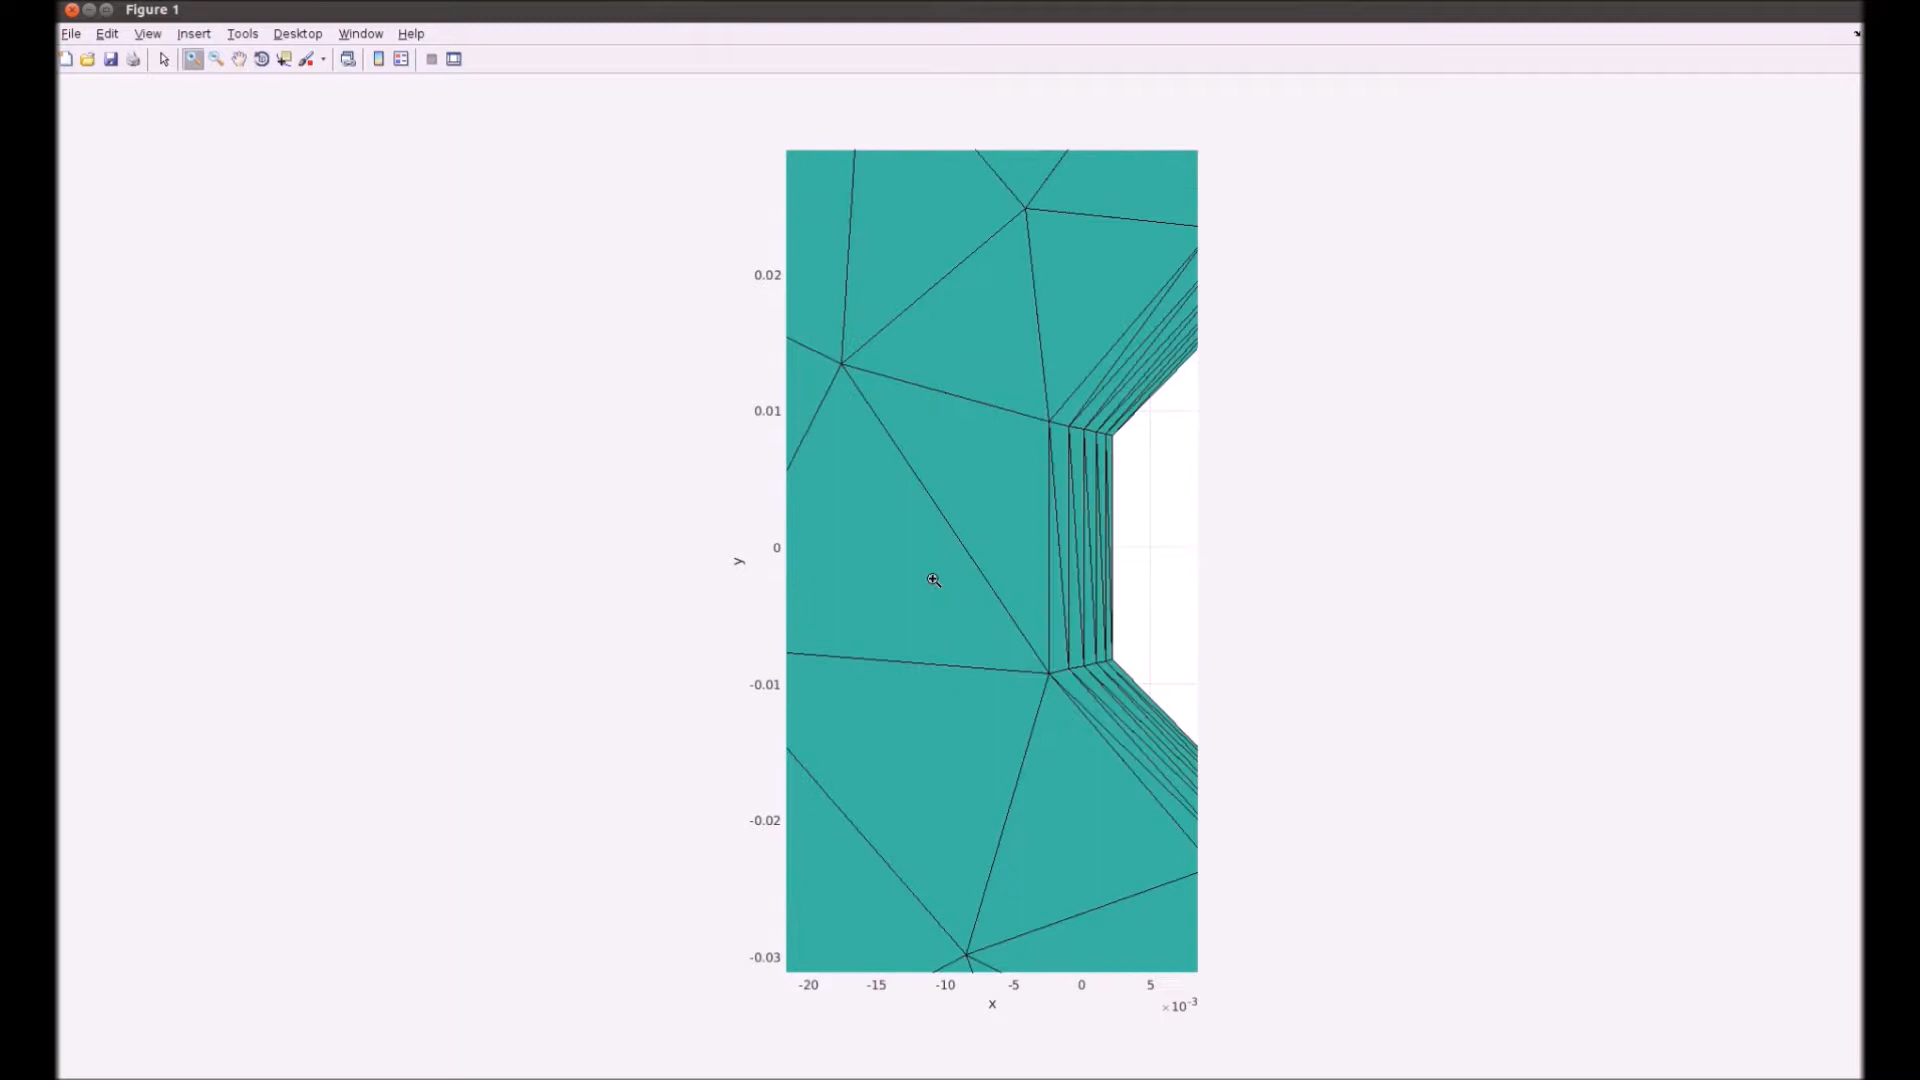 Figure 1
File Edit View Insert Tools Desktop Window Help
0.02
0.01
0
-0.01
-0.02
-0.03
y
-20 -15 -10 -5 0 5
x
×10⁻³